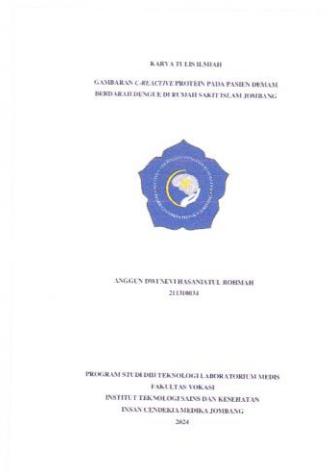 KARYA TULIS ILMIAH
GAMBARAN C-REACTIVE PROTEIN PADA PASIEN DEMAM
BERDARAH DENGUE DI RUMAH SAKIT ISLAM JOMBANG
ANGGUN DWI NEVI HASANIATUL ROHMAH
211310034
PROGRAM STUDI DIII TEKNOLOGI LABORATORIUM MEDIS
FAKULTAS VOKASI
INSTITUT TEKNOLOGI SAINS DAN KESEHATAN
INSAN CENDEKIA MEDIKA JOMBANG
2024